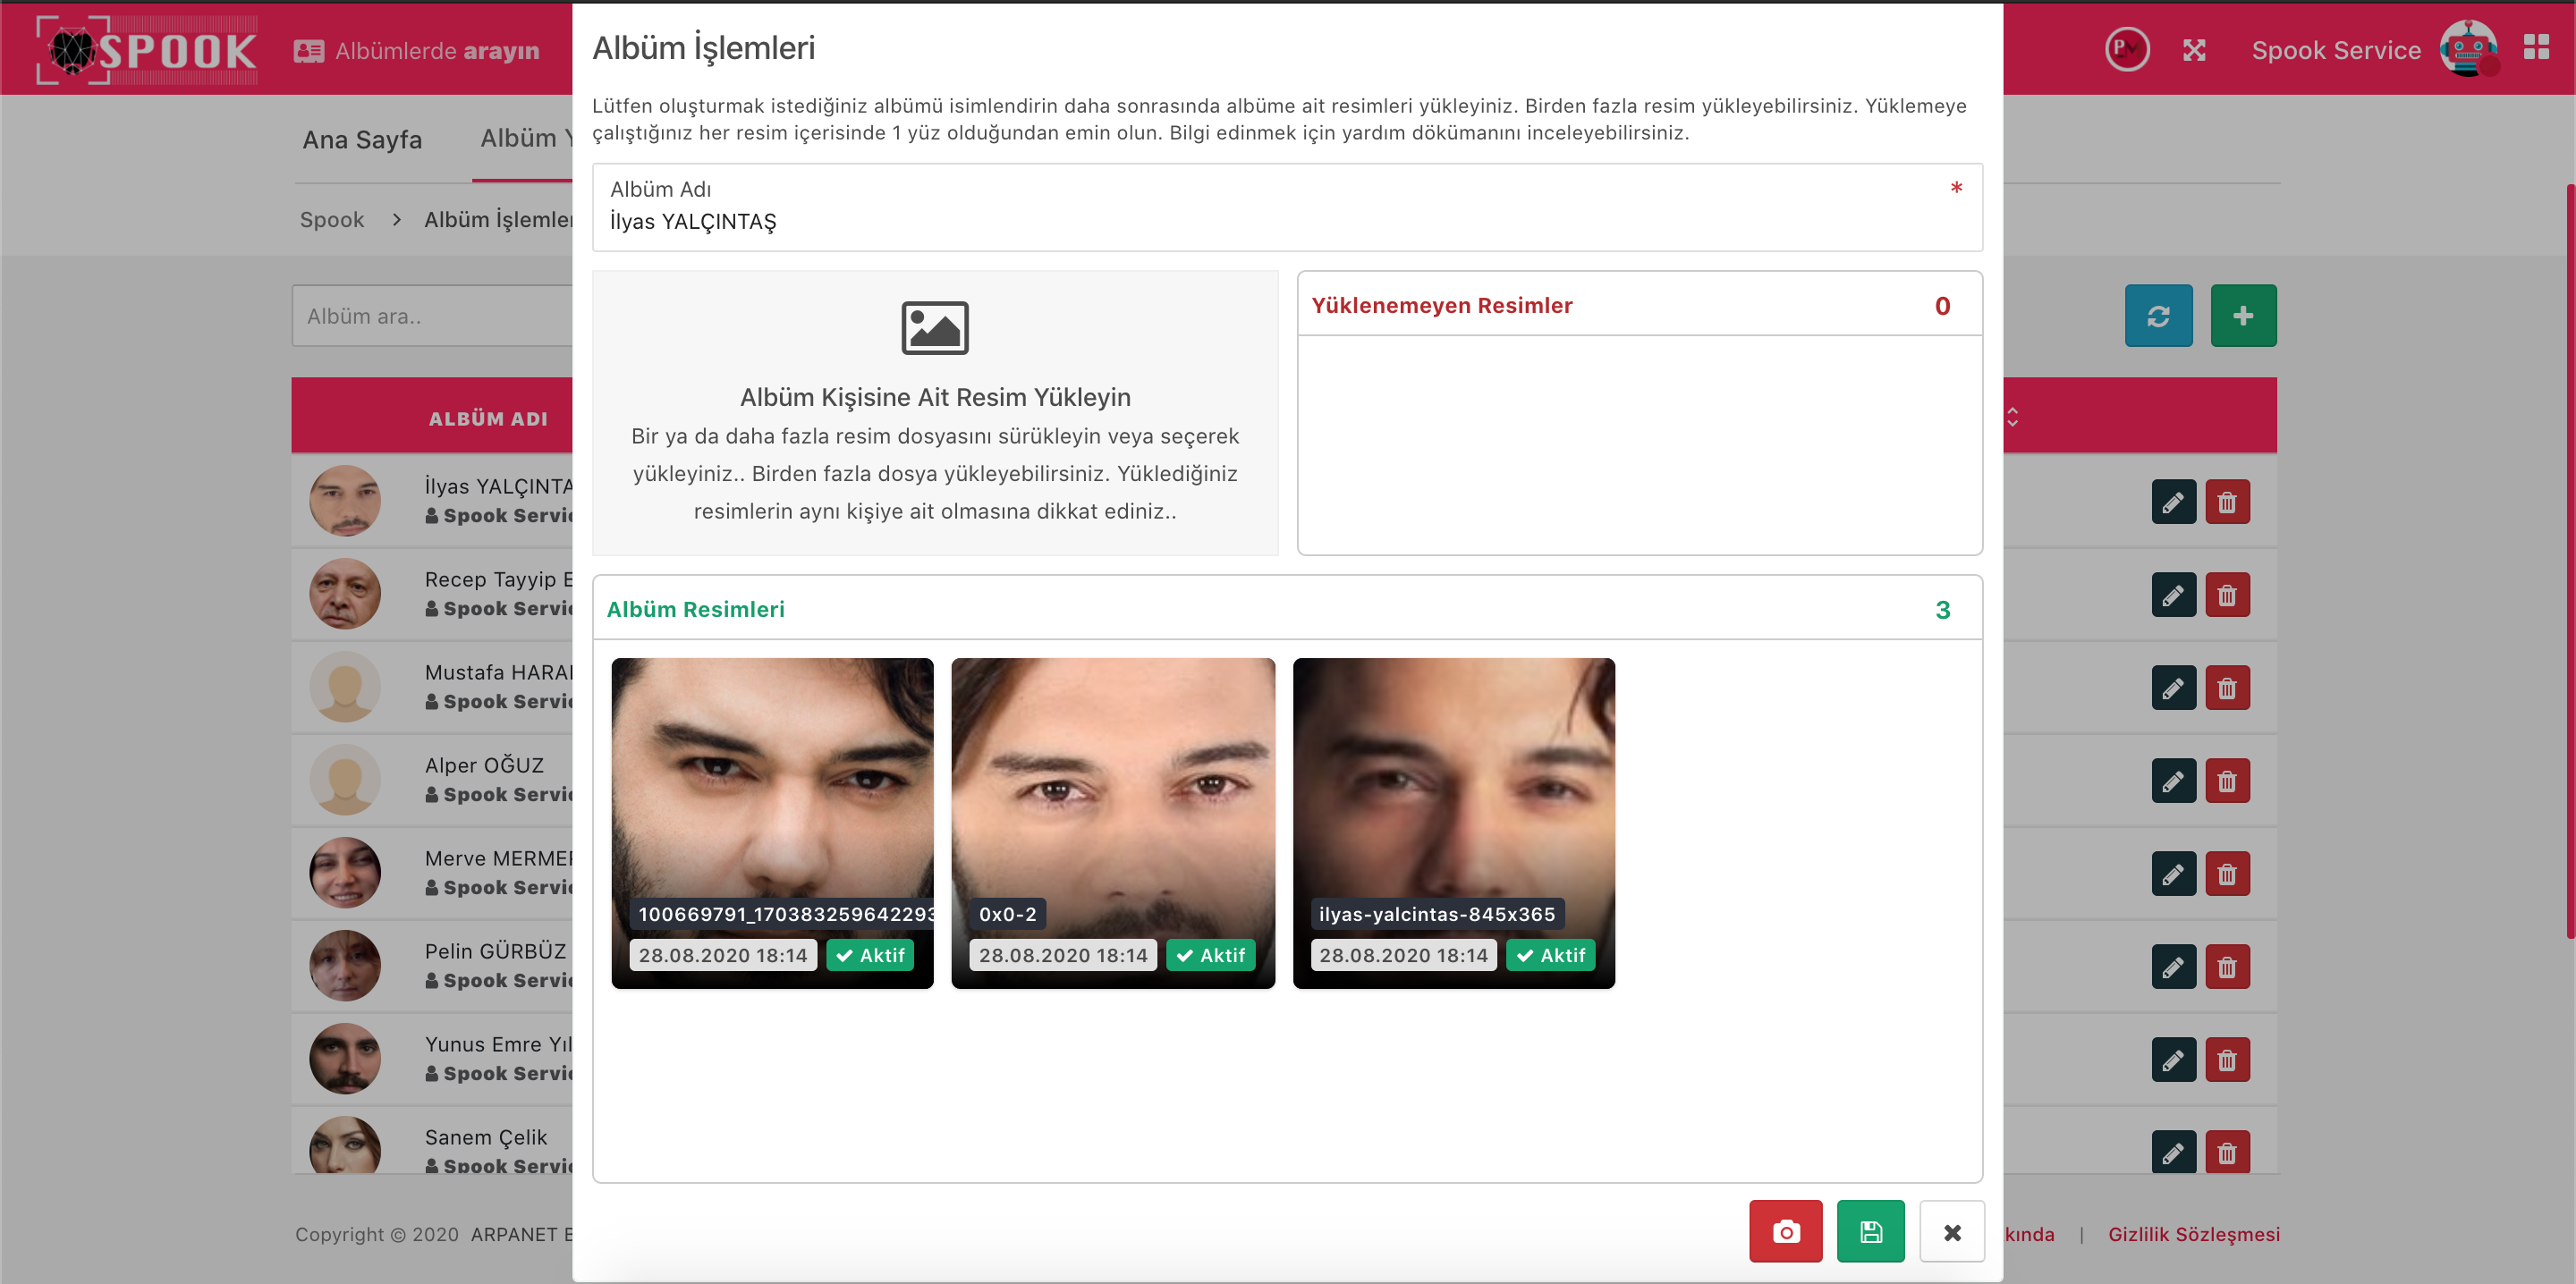 SPOOK
Albümlerde arayın
Spook Service
Ana Sayfa
Albüm Y
Spook > Albüm İşlemle
Albüm ara..
ALBÜM ADI
İlyas YALÇINTA
Spook Servi
Recep Tayyip E
Spook Servi
Mustafa HARA
Spook Servi
Alper OĞUZ
Spook Servi
Merve MERME
Spook Servi
Pelin GÜRBÜZ
Spook Servi
Yunus Emre Yıl
Spook Servi
Sanem Çelik
Spook Servi
Copyright © 2020 ARPANET
kında | Gizlilik Sözleşmesi
Albüm İşlemleri
Lütfen oluşturmak istediğiniz albümü isimlendirin daha sonrasında albüme ait resimleri yükleyiniz. Birden fazla resim yükleyebilirsiniz. Yüklemeye
çalıştığınız her resim içerisinde 1 yüz olduğundan emin olun. Bilgi edinmek için yardım dökümanını inceleyebilirsiniz.
Albüm Adı *
İlyas YALÇINTAŞ
Albüm Kişisine Ait Resim Yükleyin
Bir ya da daha fazla resim dosyasını sürükleyin veya seçerek
yükleyiniz.. Birden fazla dosya yükleyebilirsiniz. Yüklediğiniz
resimlerin aynı kişiye ait olmasına dikkat ediniz..
Yüklenemeyen Resimler 0
Albüm Resimleri 3
100669791_170383259642293
28.08.2020 18:14 Aktif
0x0-2
28.08.2020 18:14 Aktif
ilyas-yalcintas-845x365
28.08.2020 18:14 Aktif